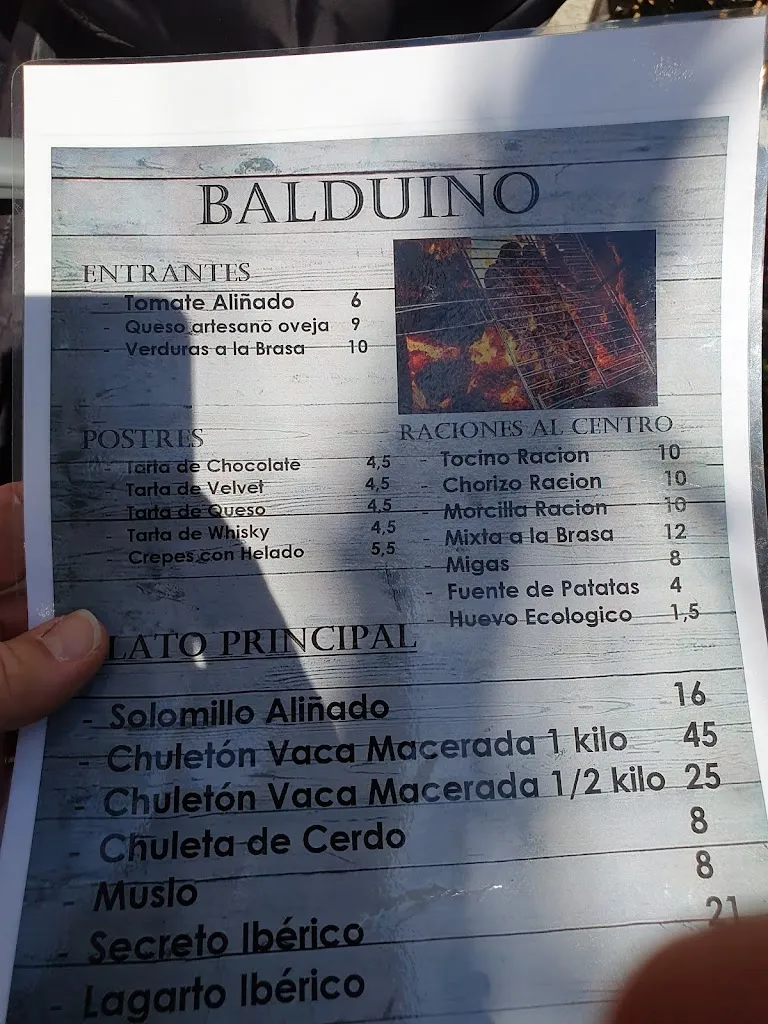 BALDUINO
ENTRANTES
- Tomate Aliñado 6
- Queso artesano oveja 9
- Verduras a la Brasa 10
POSTRES
- Tarta de Chocolate 4,5
- Tarta de Velvet 4,5
- Tarta de Queso 4,5
- Tarta de Whisky 4,5
- Crepes con Helado 5,5
RACIONES AL CENTRO
- Tocino Racion 10
- Chorizo Racion 10
- Morcilla Racion 10
- Mixta a la Brasa 12
- Migas 8
- Fuente de Patatas 4
- Huevo Ecologico 1,5
LATO PRINCIPAL
- Solomillo Aliñado 16
- Chuletón Vaca Macerada 1 kilo 45
- Chuletón Vaca Macerada 1/2 kilo 25
- Chuleta de Cerdo 8
- Muslo 8
- Secreto Ibérico 21
- Lagarto Ibérico